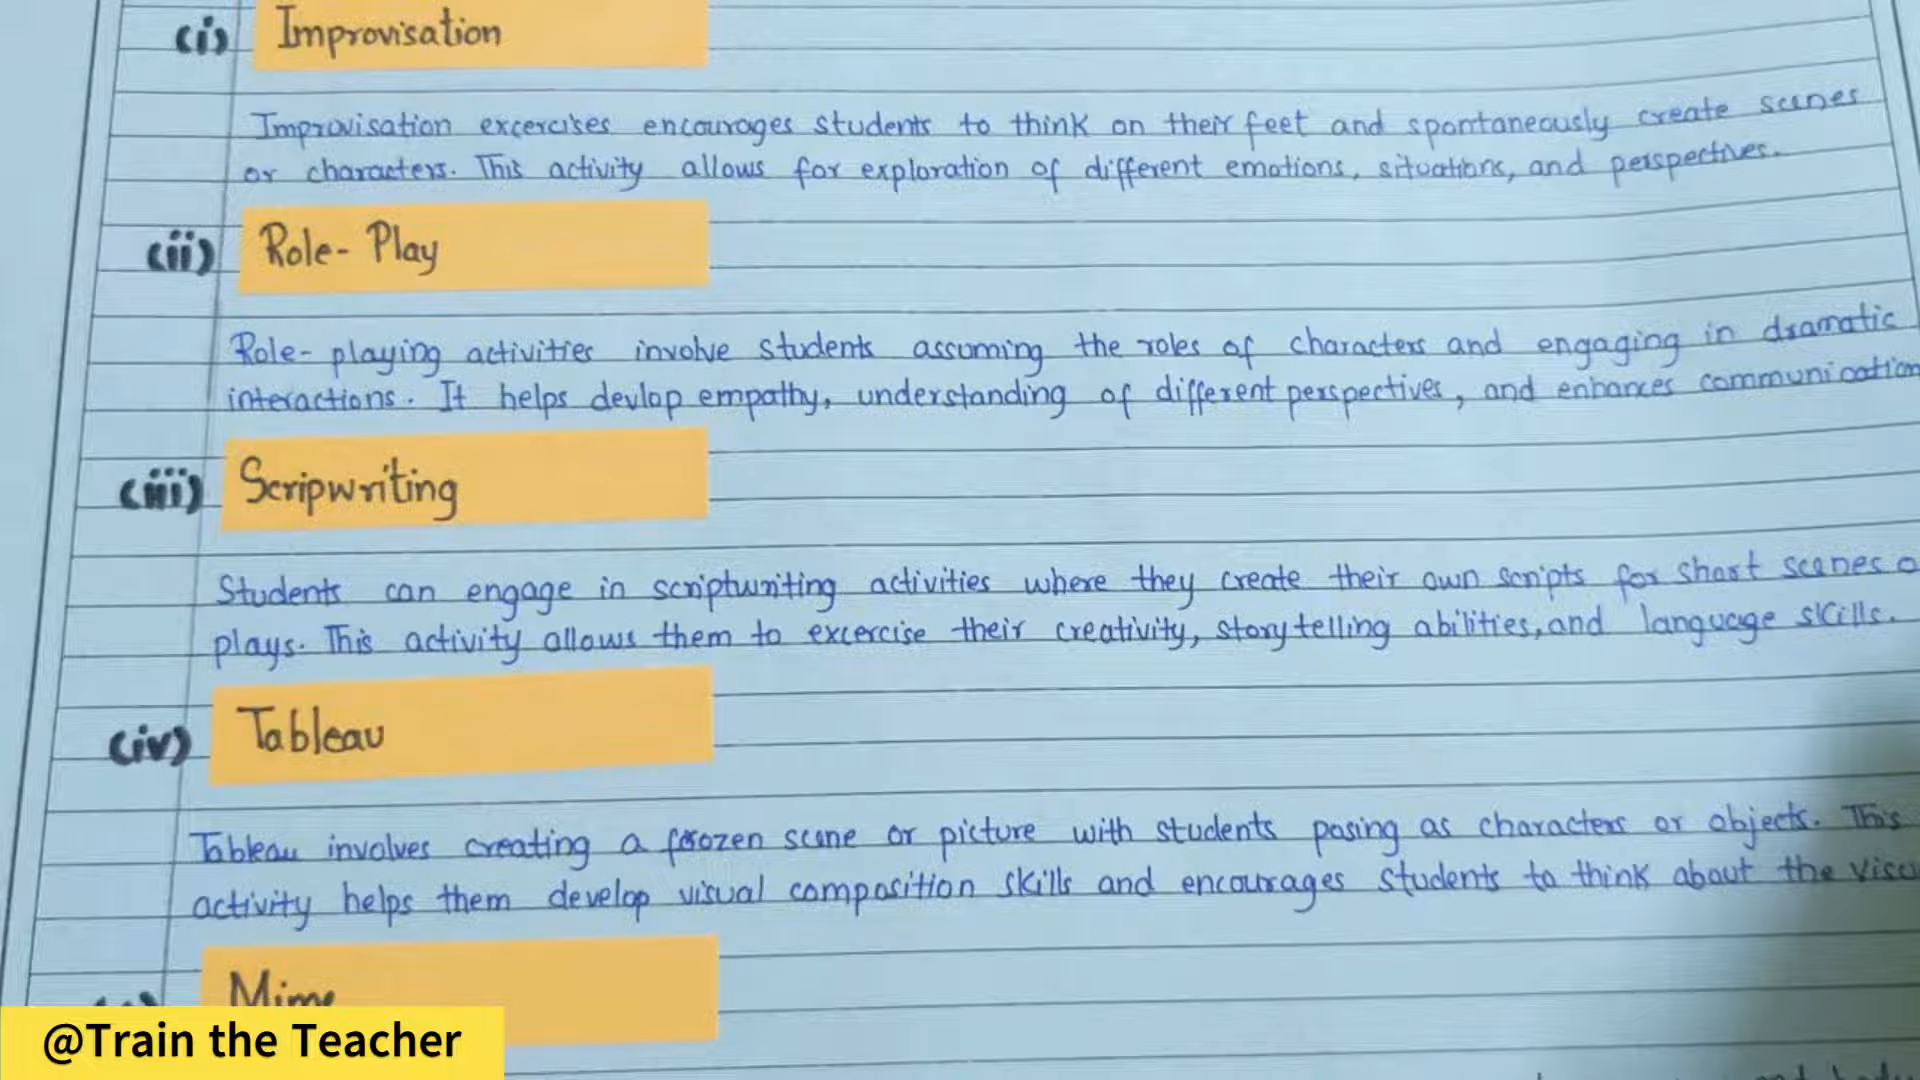 (i) Improvisation
Improvisation excercises encourages students to think on their feet and spontaneously create scenes
or characters. This activity allows for exploration of different emotions, situations, and perspectives.
(ii) Role- Play
Role- playing activities involve students assuming the roles of characters and engaging in dramatic
interactions. It helps devlop empathy, understanding of different perspectives, and enhances communication
(iii) Scripwriting
Students can engage in scriptwriting activities where they create their own scripts for short scenes o
plays. This activity allows them to excercise their creativity, storytelling abilities, and language skills.
(iv) Tableau
Tableau involves creating a frozen scene or picture with students posing as characters or objects. This
activity helps them develop visual composition skills and encourages students to think about the visu
Mime
@Train the Teacher